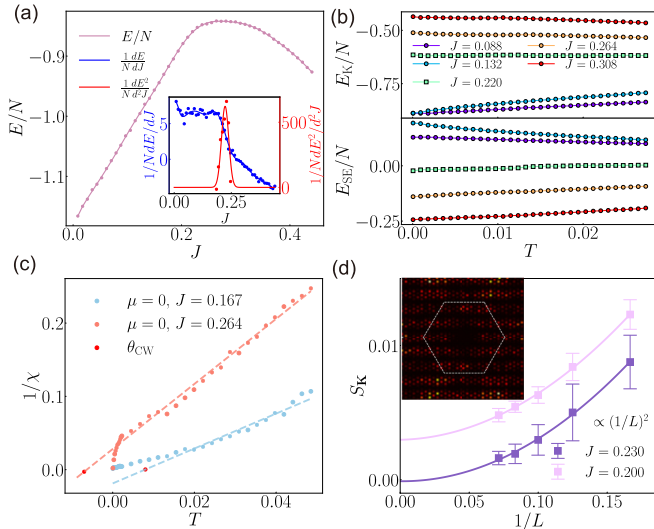 (a)
E/N
1/N dE/dJ
1/N dE²/d²J
−0.9
−1.0
−1.1
E/N
0.0
0.2
0.4
J
5
0
1/NdE/dJ
500
0
1/NdE²/d²J
0.00
0.25
J
(b)
−0.50
−0.75
E_K/N
J = 0.088
J = 0.132
J = 0.220
J = 0.264
J = 0.308
0.00
−0.25
E_SE/N
0.00
0.01
0.02
T
(c)
μ = 0, J = 0.167
μ = 0, J = 0.264
θ_CW
0.2
0.1
0.0
1/χ
0.00
0.02
0.04
T
(d)
0.01
0.00
S_K
∝ (1/L)²
J = 0.230
J = 0.200
0.00
0.05
0.10
0.15
1/L